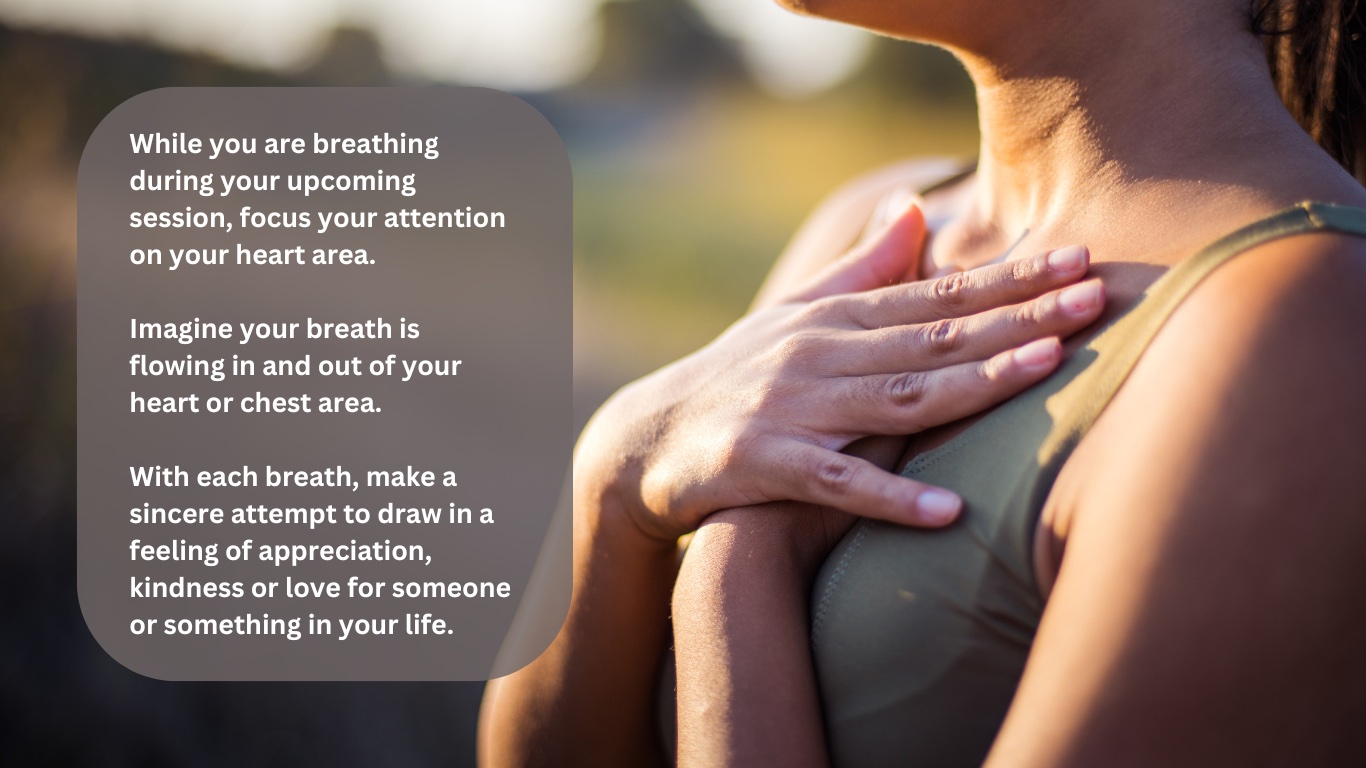 While you are breathing
during your upcoming
session, focus your attention
on your heart area.
Imagine your breath is
flowing in and out of your
heart or chest area.
With each breath, make a
sincere attempt to draw in a
feeling of appreciation,
kindness or love for someone
or something in your life.